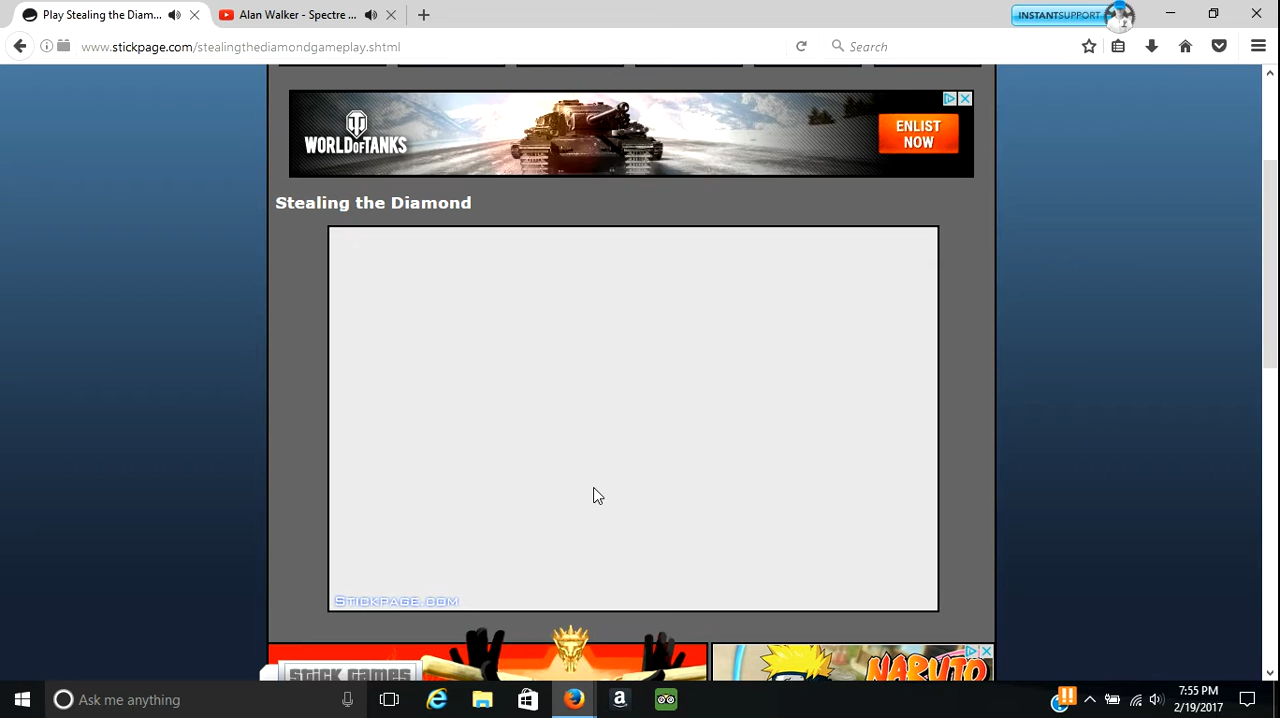 Play Stealing the Diam...
Alan Walker - Spectre ...
INSTANTSUPPORT
www.stickpage.com/stealingthediamondgameplay.shtml
Search
WORLD OF TANKS
ENLIST NOW
Stealing the Diamond
STICKPAGE.COM
STICK GAMES
NARUTO
Ask me anything
7:55 PM
2/19/2017